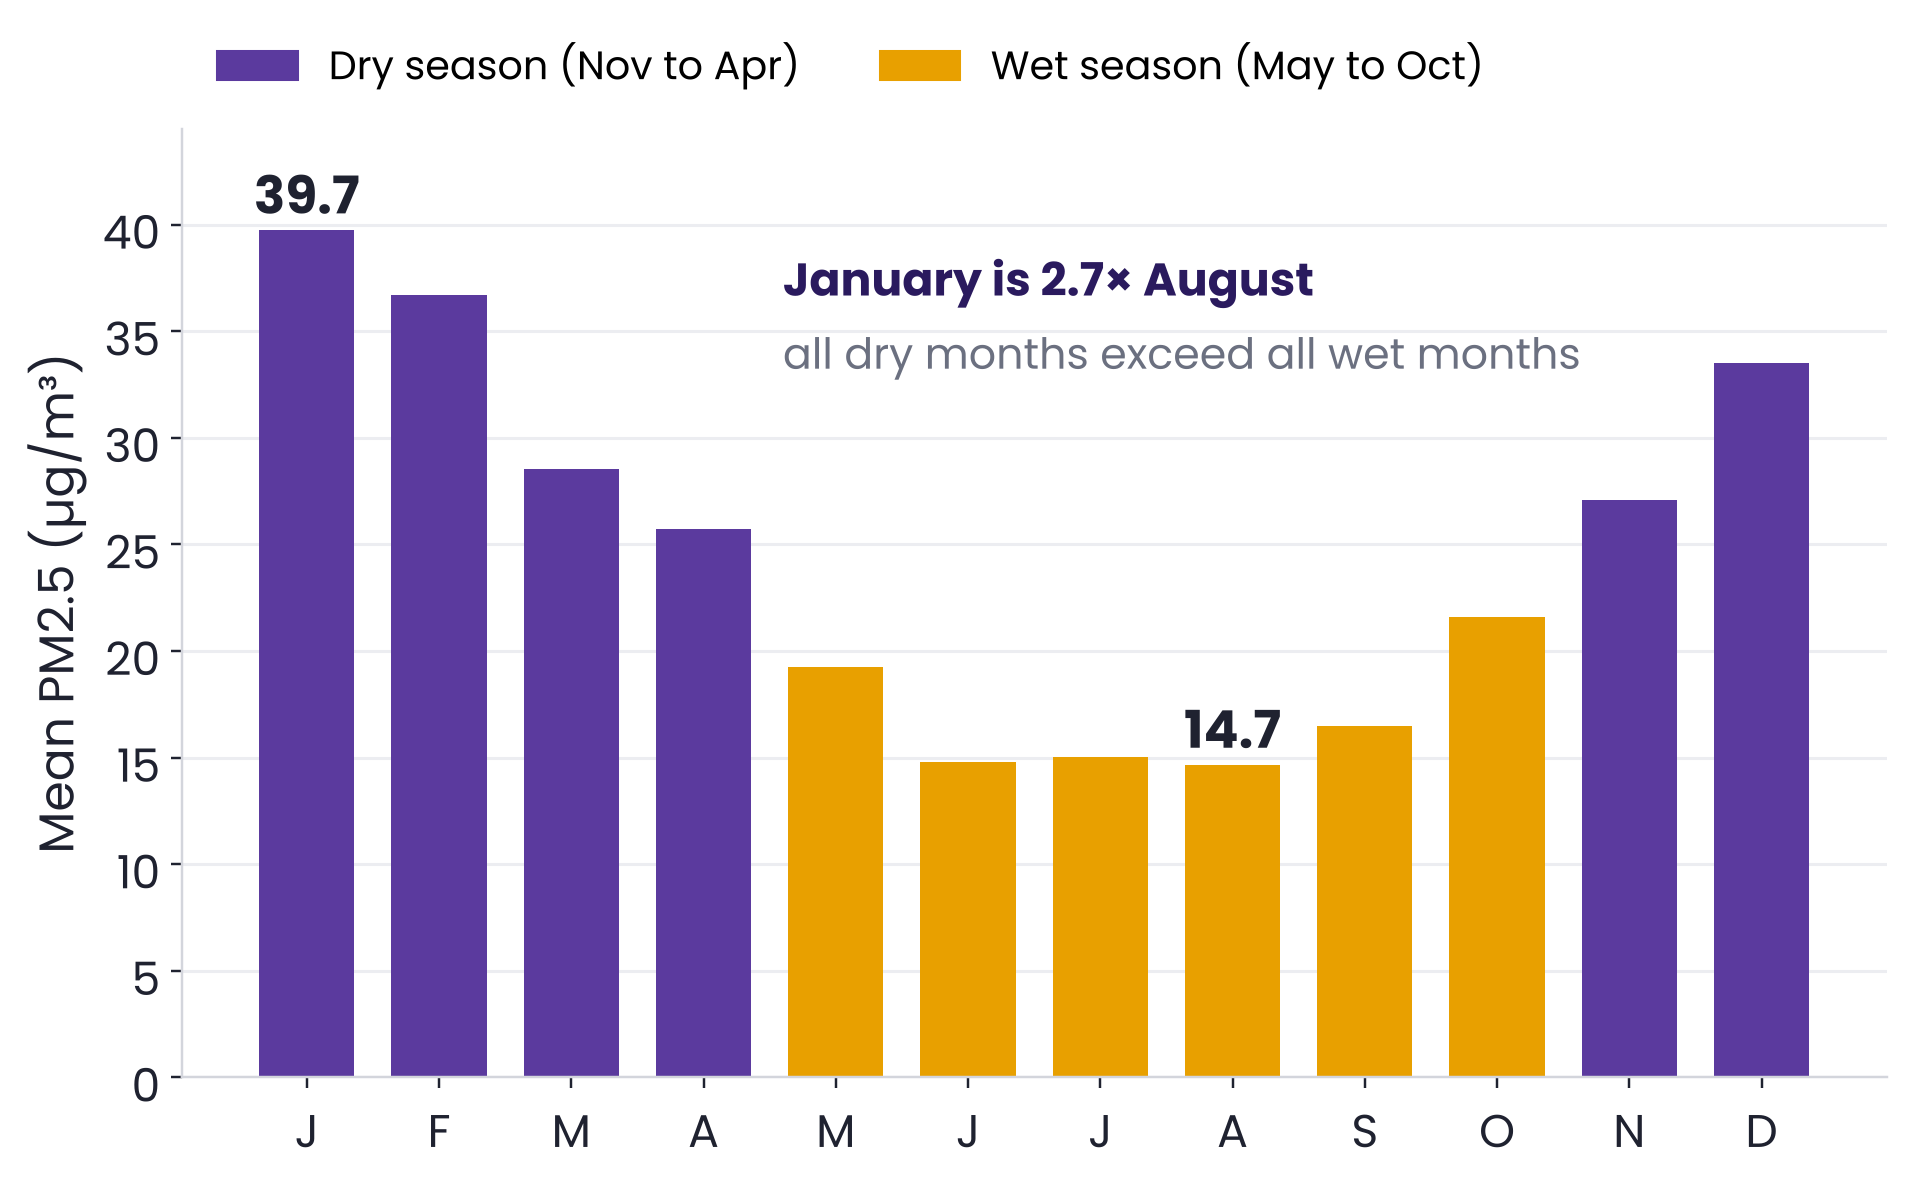 Dry season (Nov to Apr)
Wet season (May to Oct)
39.7
January is 2.7× August
all dry months exceed all wet months
14.7
Mean PM2.5 (µg/m³)
40
35
30
25
20
15
10
5
0
J F M A M J J A S O N D